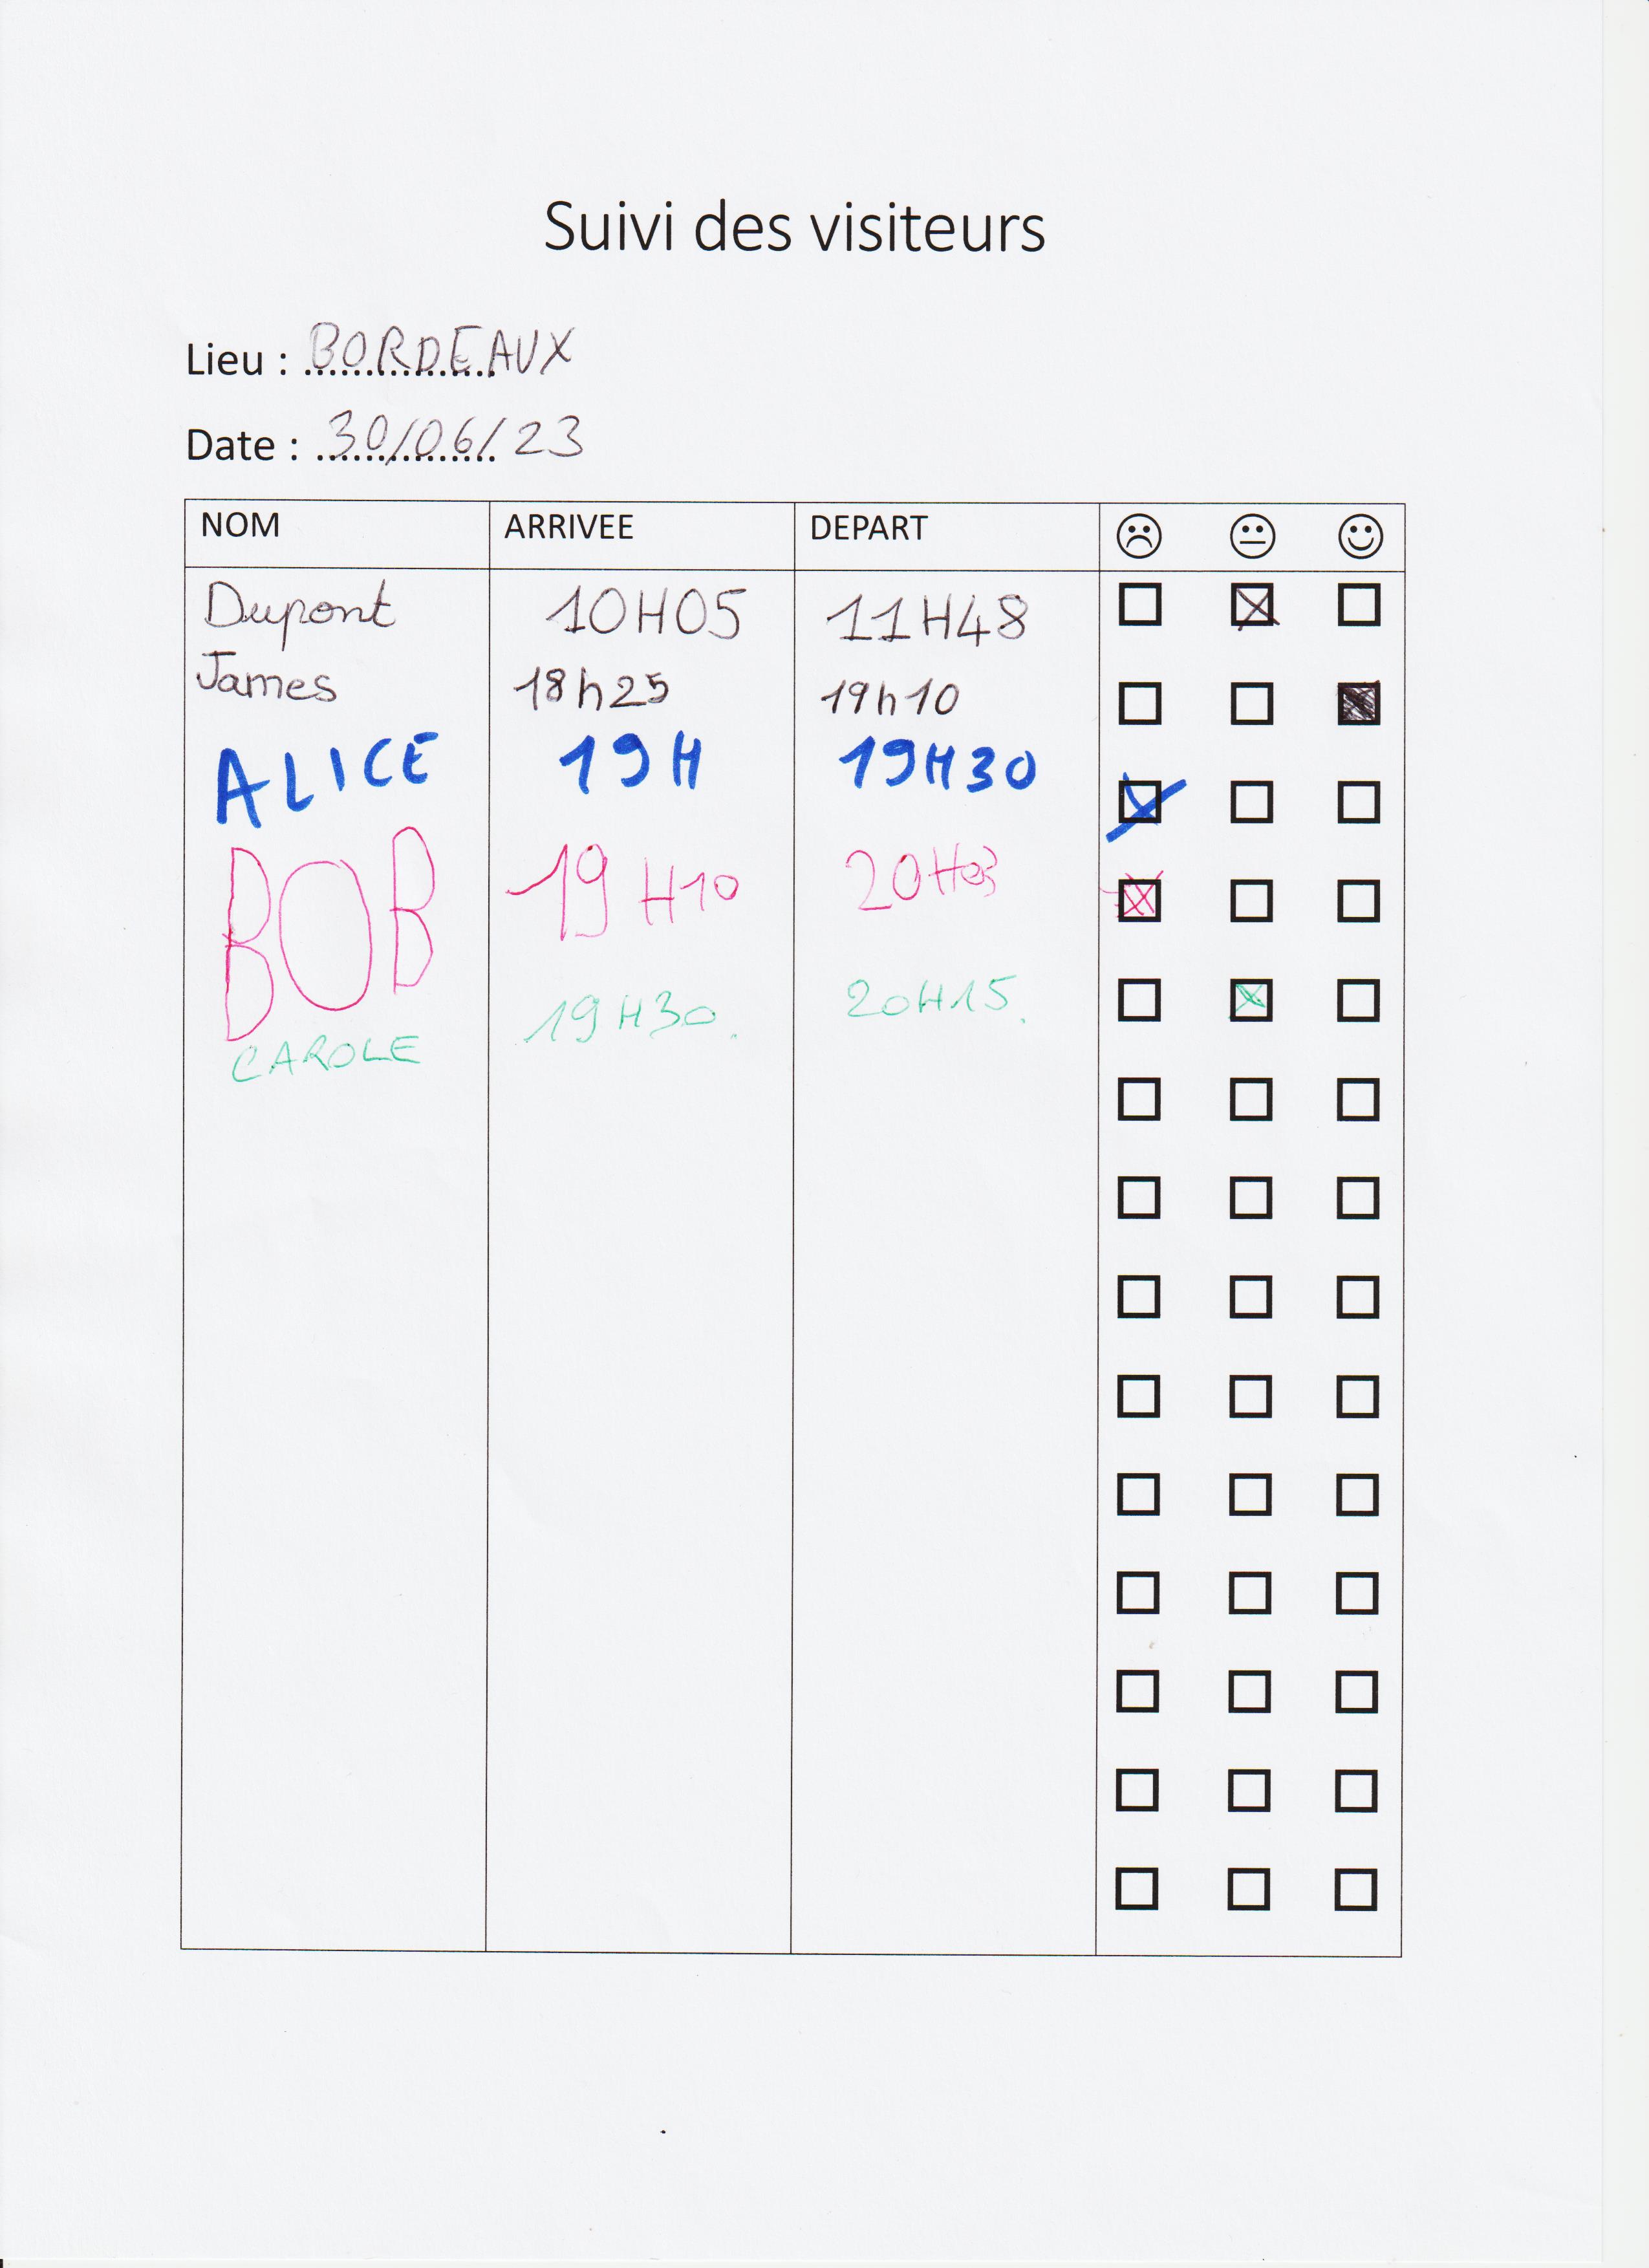 Suivi des visiteurs
Lieu : BORDEAUX
Date : 30/06/23
NOM ARRIVEE DEPART
Dupont 10H05 11H48
James 18h25 19h10
ALICE 19H 19H30
BOB 19H10 20H03
CAROLE 19H30. 20H15.